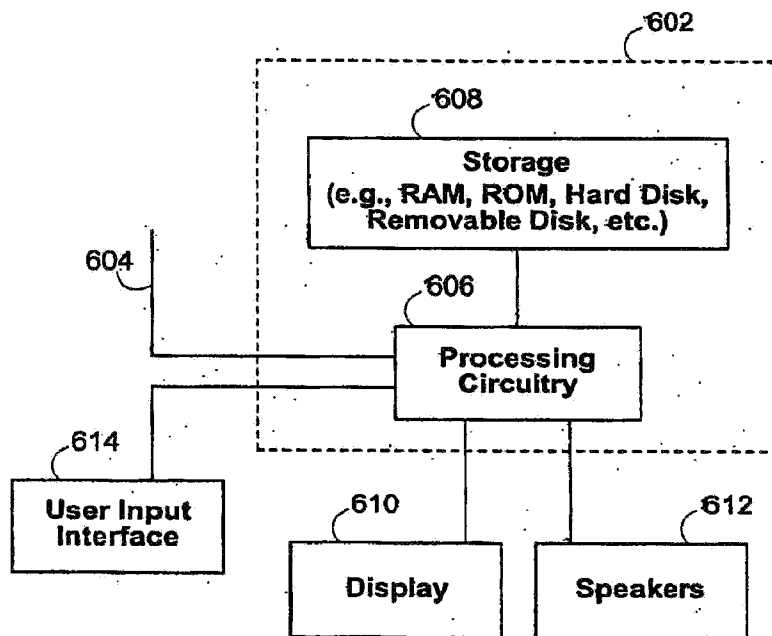 602
608
Storage
(e.g., RAM, ROM, Hard Disk,
Removable Disk, etc.)
604
606
Processing
Circuitry
614
User Input
Interface
610
Display
612
Speakers